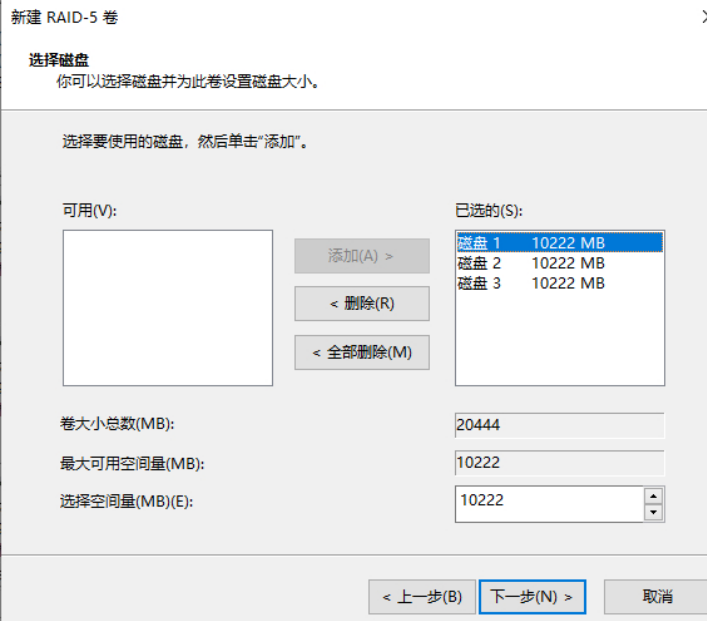 新建 RAID-5 卷
选择磁盘
你可以选择磁盘并为此卷设置磁盘大小。
选择要使用的磁盘，然后单击“添加”。
可用(V):
已选的(S):
添加(A) >
< 删除(R)
< 全部删除(M)
磁盘 1 10222 MB
磁盘 2 10222 MB
磁盘 3 10222 MB
卷大小总数(MB): 20444
最大可用空间量(MB): 10222
选择空间量(MB)(E): 10222
< 上一步(B) 下一步(N) > 取消